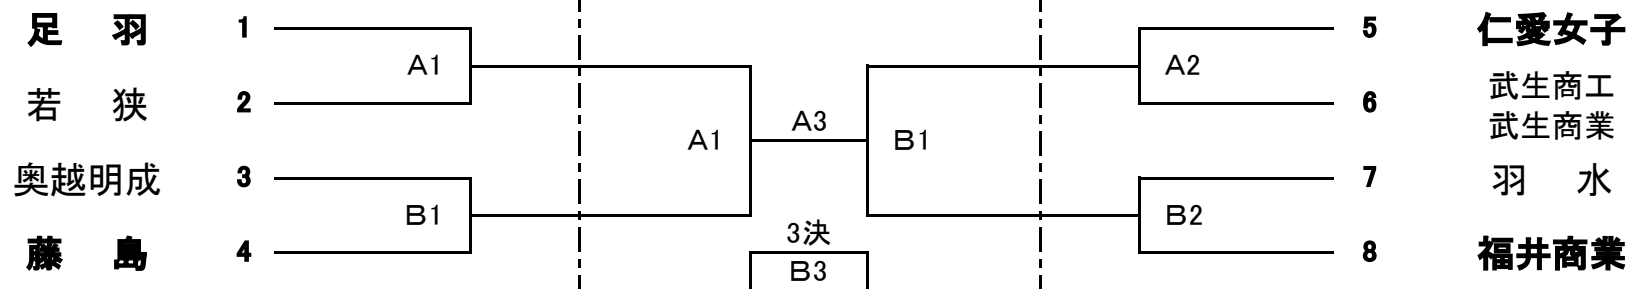 足 羽 1 5 仁愛女子
A1 A2
若 狭 2 6 武生商工
武生商業
A3
A1 B1
奥越明成 3 7 羽 水
B1 B2
3決
藤 島 4 8 福井商業
B3